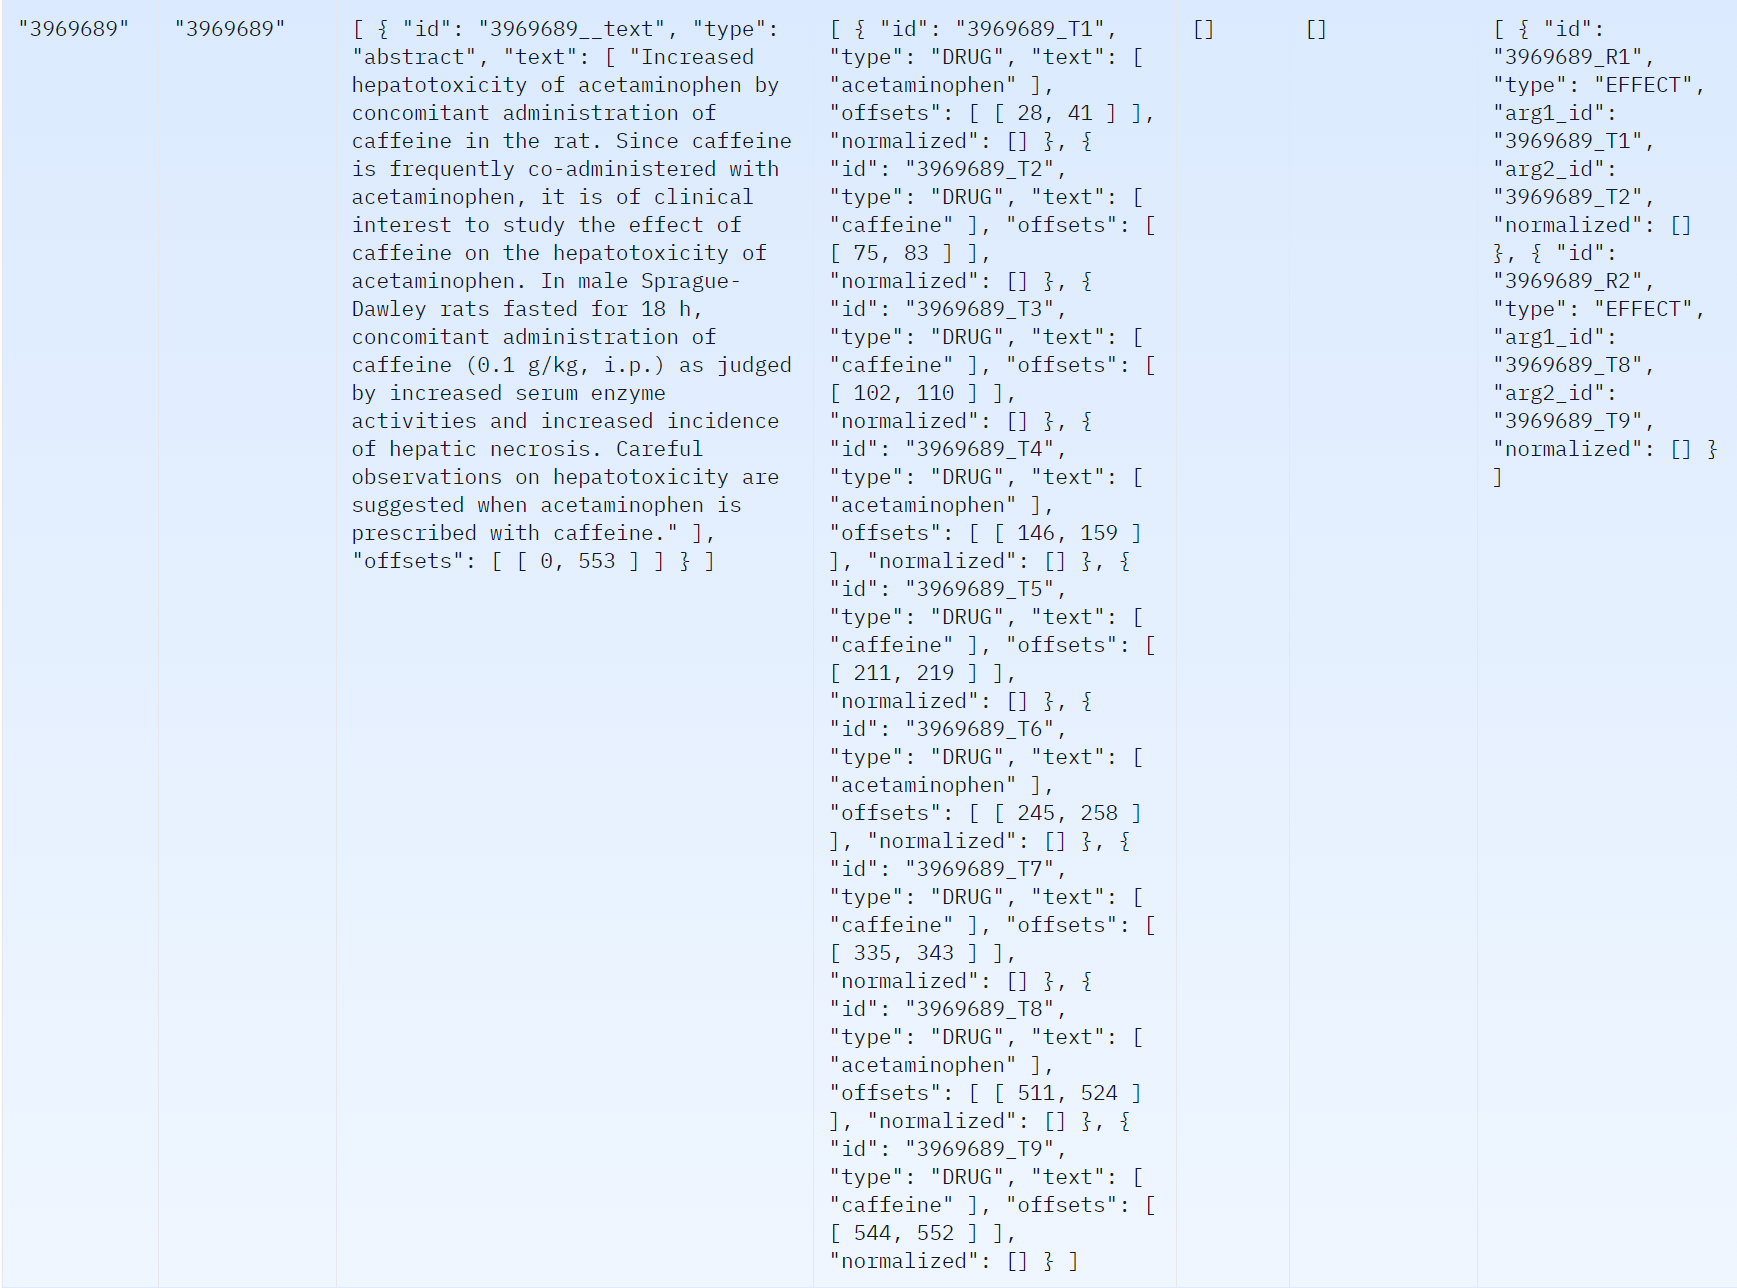 "3969689"
"3969689"
[ { "id": "3969689__text", "type":
"abstract", "text": [ "Increased
hepatotoxicity of acetaminophen by
concomitant administration of
caffeine in the rat. Since caffeine
is frequently co-administered with
acetaminophen, it is of clinical
interest to study the effect of
caffeine on the hepatotoxicity of
acetaminophen. In male Sprague-
Dawley rats fasted for 18 h,
concomitant administration of
caffeine (0.1 g/kg, i.p.) as judged
by increased serum enzyme
activities and increased incidence
of hepatic necrosis. Careful
observations on hepatotoxicity are
suggested when acetaminophen is
prescribed with caffeine." ],
"offsets": [ [ 0, 553 ] ] } ]
[ { "id": "3969689_T1",
"type": "DRUG", "text": [
"acetaminophen" ],
"offsets": [ [ 28, 41 ] ],
"normalized": [] }, {
"id": "3969689_T2",
"type": "DRUG", "text": [
"caffeine" ], "offsets": [
[ 75, 83 ] ],
"normalized": [] }, {
"id": "3969689_T3",
"type": "DRUG", "text": [
"caffeine" ], "offsets": [
[ 102, 110 ] ],
"normalized": [] }, {
"id": "3969689_T4",
"type": "DRUG", "text": [
"acetaminophen" ],
"offsets": [ [ 146, 159 ]
], "normalized": [] }, {
"id": "3969689_T5",
"type": "DRUG", "text": [
"caffeine" ], "offsets": [
[ 211, 219 ] ],
"normalized": [] }, {
"id": "3969689_T6",
"type": "DRUG", "text": [
"acetaminophen" ],
"offsets": [ [ 245, 258 ]
], "normalized": [] }, {
"id": "3969689_T7",
"type": "DRUG", "text": [
"caffeine" ], "offsets": [
[ 335, 343 ] ],
"normalized": [] }, {
"id": "3969689_T8",
"type": "DRUG", "text": [
"acetaminophen" ],
"offsets": [ [ 511, 524 ]
], "normalized": [] }, {
"id": "3969689_T9",
"type": "DRUG", "text": [
"caffeine" ], "offsets": [
[ 544, 552 ] ],
"normalized": [] } ]
[]
[]
[ { "id":
"3969689_R1",
"type": "EFFECT",
"arg1_id":
"3969689_T1",
"arg2_id":
"3969689_T2",
"normalized": []
}, { "id":
"3969689_R2",
"type": "EFFECT",
"arg1_id":
"3969689_T8",
"arg2_id":
"3969689_T9",
"normalized": [] }
]